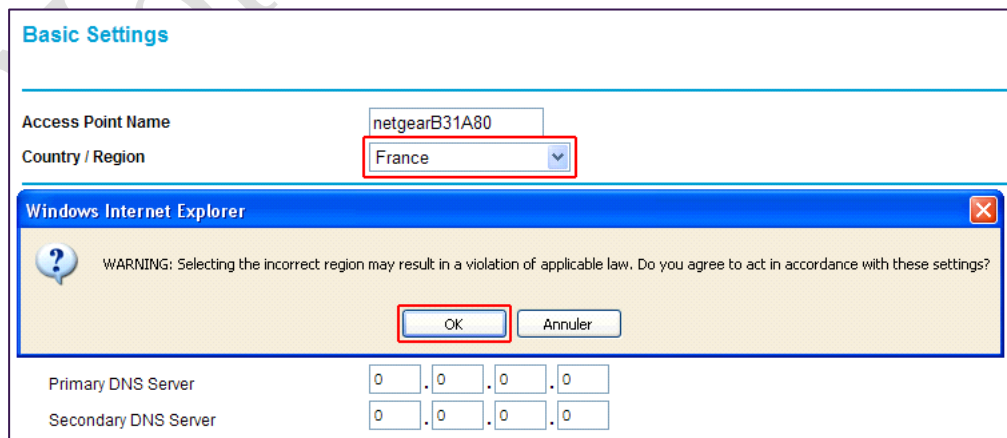 Basic Settings
Access Point Name netgearB31A80
Country / Region France
Windows Internet Explorer
WARNING: Selecting the incorrect region may result in a violation of applicable law. Do you agree to act in accordance with these settings?
OK Annuler
Primary DNS Server 0 . 0 . 0 . 0
Secondary DNS Server 0 . 0 . 0 . 0